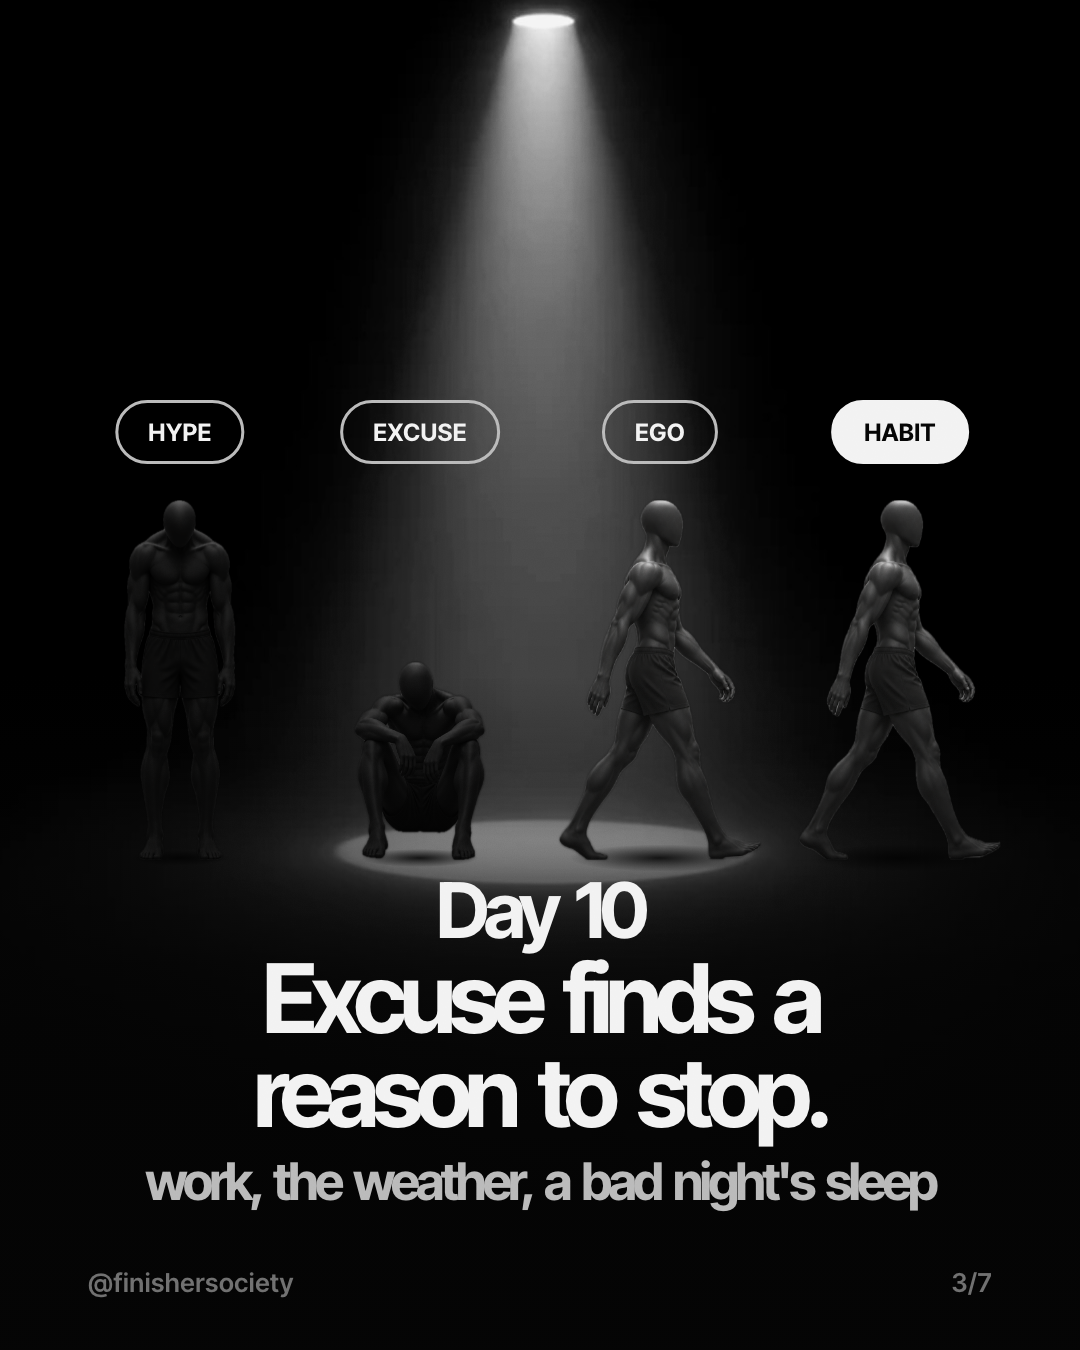 HYPE
EXCUSE
EGO
HABIT
Day 10
Excuse finds a
reason to stop.
work, the weather, a bad night's sleep
@finishersociety
3/7